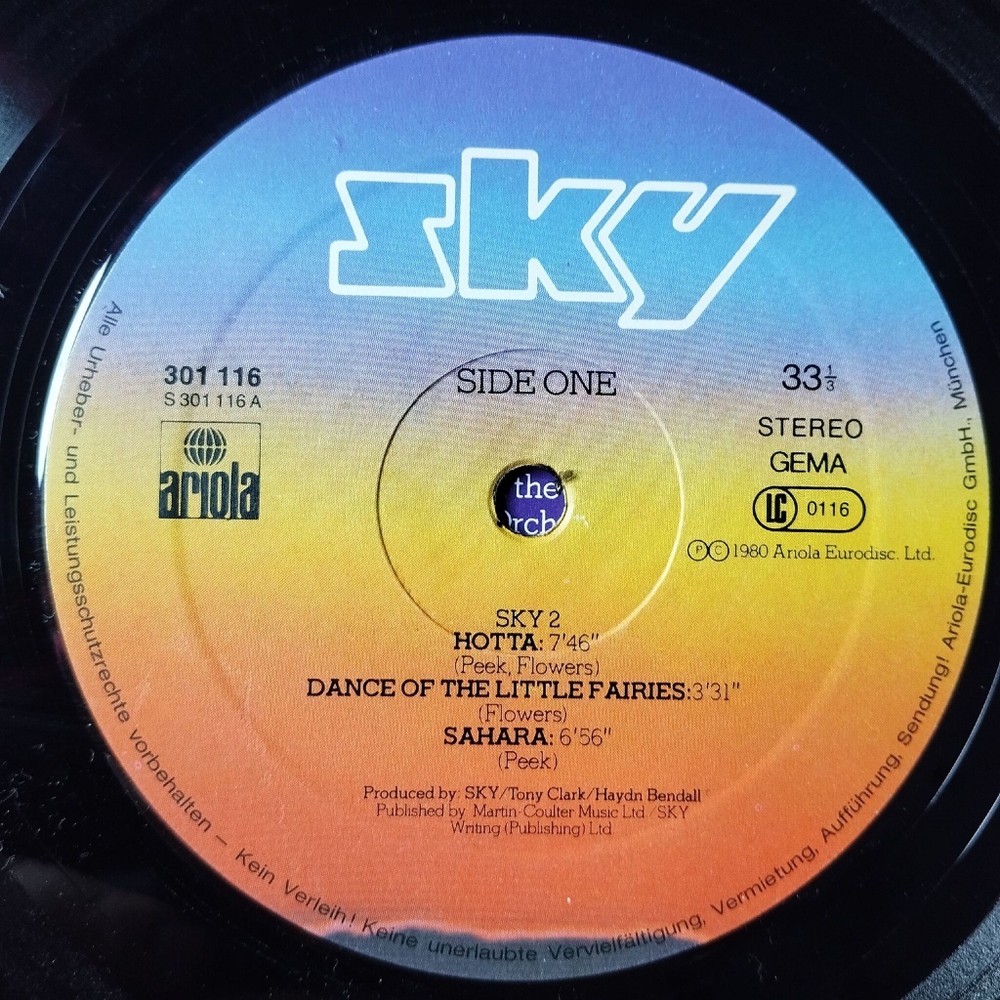 sky
301 116
S 301 116 A
ariola
SIDE ONE
33 1/3
STEREO
GEMA
LC 0116
ⓅⒸ 1980 Ariola Eurodisc. Ltd.
the
SKY 2
HOTTA: 7'46"
(Peek, Flowers)
DANCE OF THE LITTLE FAIRIES:3'31"
(Flowers)
SAHARA: 6'56"
(Peek)
Produced by: SKY/Tony Clark/Haydn Bendall
Published by Martin-Coulter Music Ltd /SKY
Writing (Publishing) Ltd
Alle Urheber- und Leistungsschutzrechte vorbehalten – Kein Verleih! Keine unerlaubte Vervielfältigung, Vermietung, Aufführung, Sendung! Ariola-Eurodisc GmbH., München